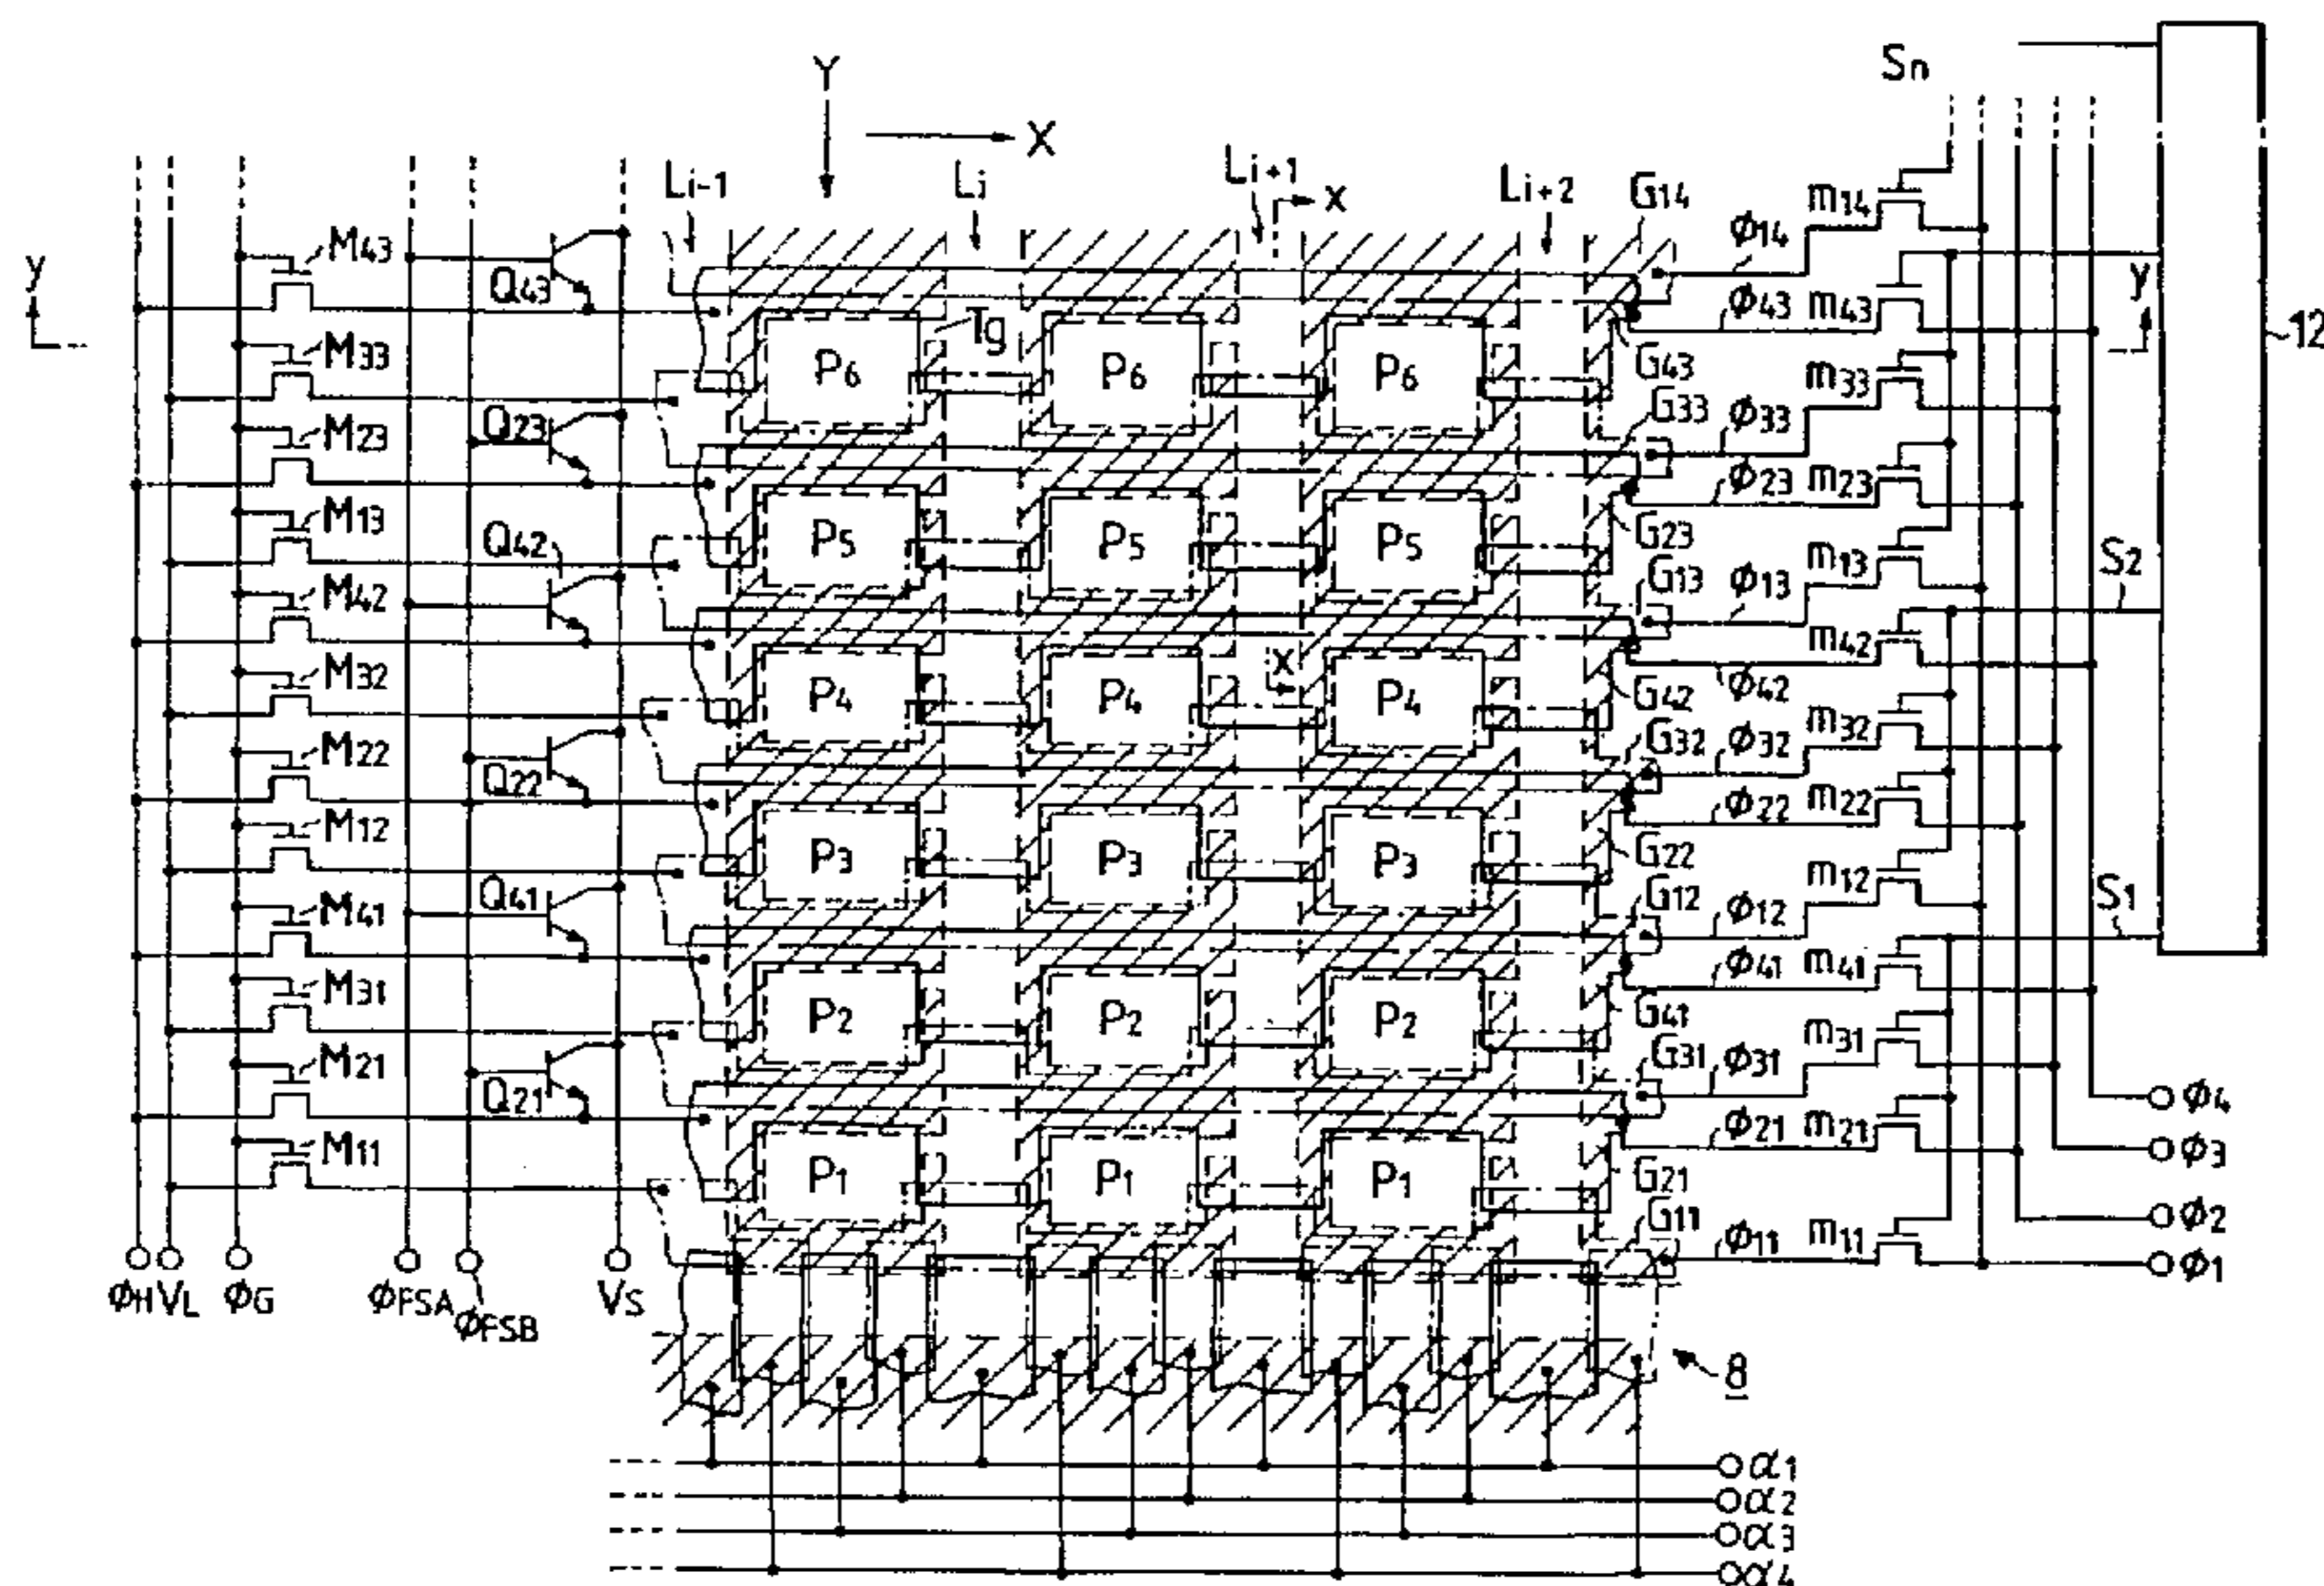 Sn
Y
X
Li-1
Li
Li+1
x
Li+2
G14
ϕ14
m14
y
M43
Q43
Tg
ϕ43
m43
y
12
M33
P6
P6
P6
G43
m33
Q23
M23
G33
ϕ33
ϕ23
m23
M13
Q42
P5
P5
P5
G23
G13
ϕ13
m13
S2
M42
m42
x
M32
P4
P4
P4
G42
ϕ42
M22
Q22
G32
ϕ32
m32
ϕ22
m22
M12
P3
P3
P3
G22
m12
M41
Q41
G12
ϕ12
S1
ϕ41
m41
M31
P2
P2
P2
G41
m31
M21
Q21
G31
ϕ31
ϕ21
m21
ϕ4
M11
P1
P1
P1
G21
ϕ3
G11
ϕ11
m11
ϕ2
ϕ1
ϕH VL ϕG ϕFSA ϕFSB VS
8
α1
α2
α3
α4